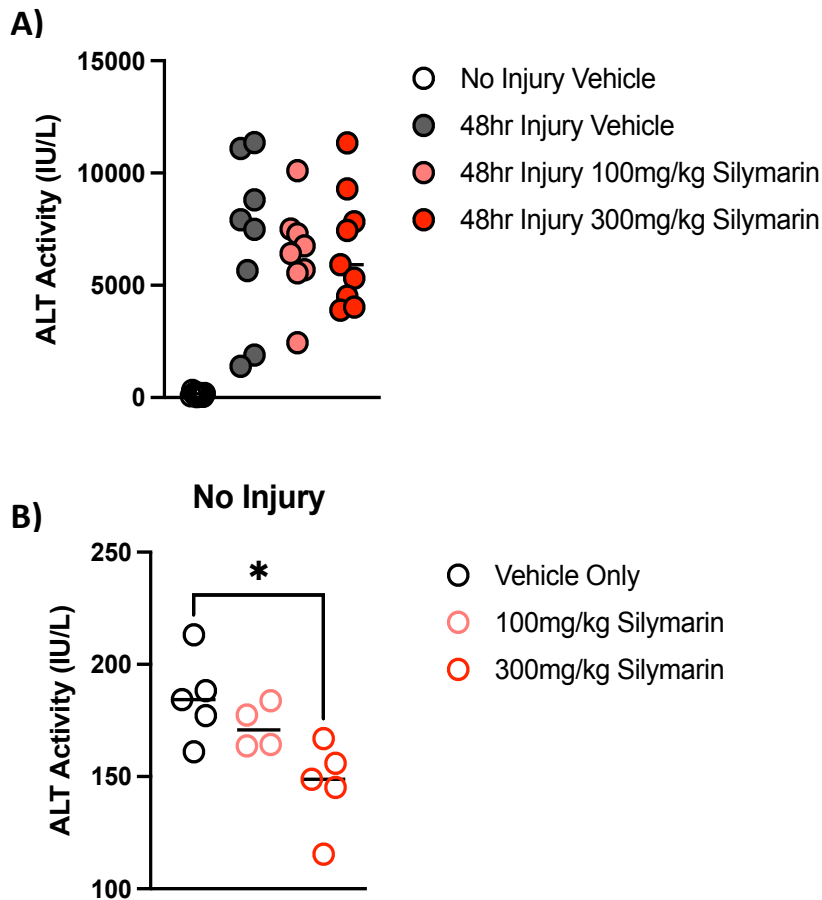 A)
15000
10000
5000
0
ALT Activity (IU/L)
No Injury Vehicle
48hr Injury Vehicle
48hr Injury 100mg/kg Silymarin
48hr Injury 300mg/kg Silymarin
B)
No Injury
250
200
150
100
ALT Activity (IU/L)
*
Vehicle Only
100mg/kg Silymarin
300mg/kg Silymarin